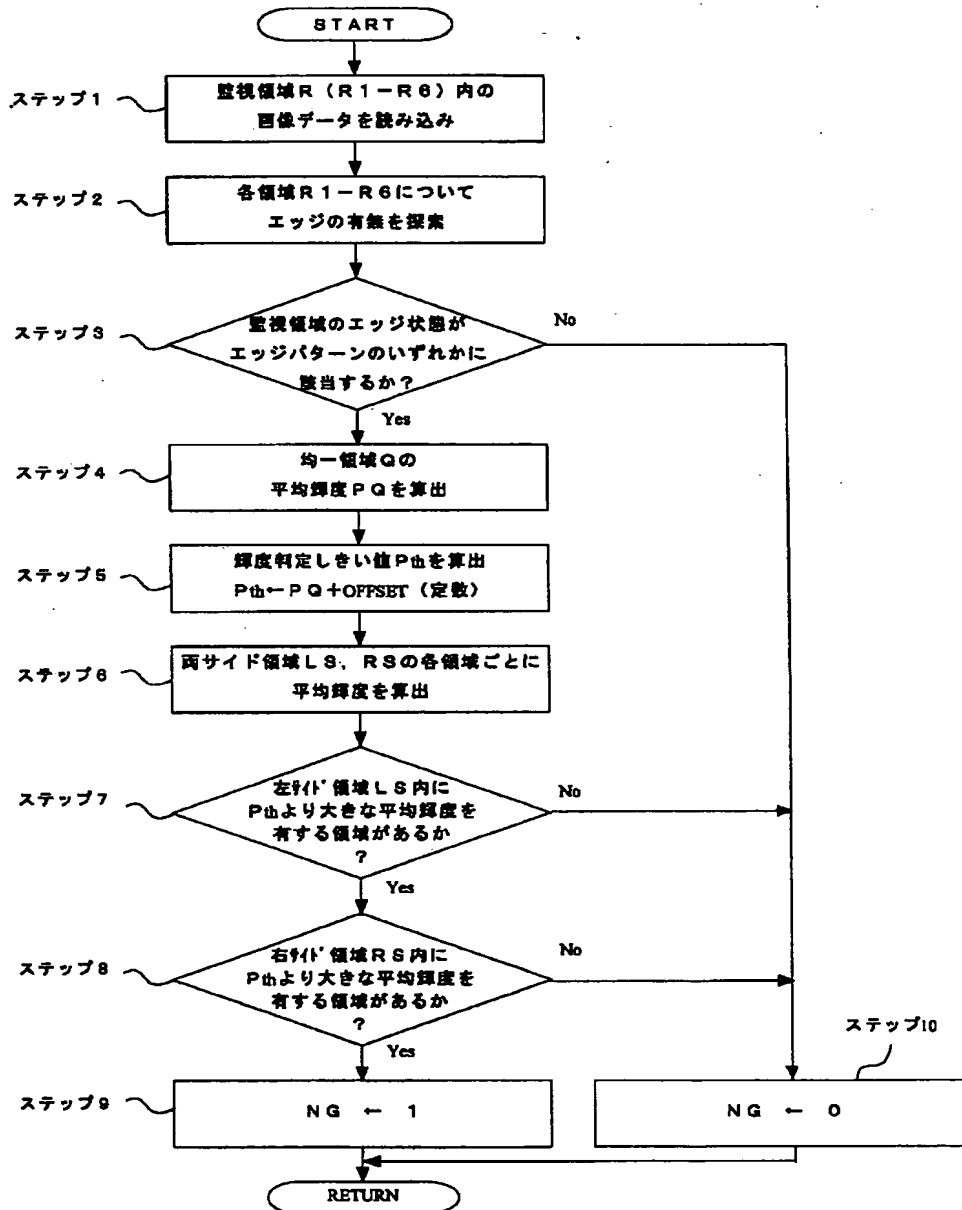 START
ステップ1
監視領域R（R1－R6）内の
画像データを読み込み
ステップ2
各領域R1－R6について
エッジの有無を探索
ステップ3
監視領域のエッジ状態が
エッジパターンのいずれかに
該当するか？
No
Yes
ステップ4
均一領域Qの
平均輝度PQを算出
ステップ5
輝度判定しきい値Pthを算出
Pth←PQ＋OFFSET（定数）
ステップ6
両サイド領域LS，RSの各領域ごとに
平均輝度を算出
ステップ7
左ｻｲﾄﾞ領域LS内に
Pthより大きな平均輝度を
有する領域があるか
？
No
Yes
ステップ8
右ｻｲﾄﾞ領域RS内に
Pthより大きな平均輝度を
有する領域があるか
？
No
Yes
ステップ9
NG ← 1
ステップ10
NG ← 0
RETURN